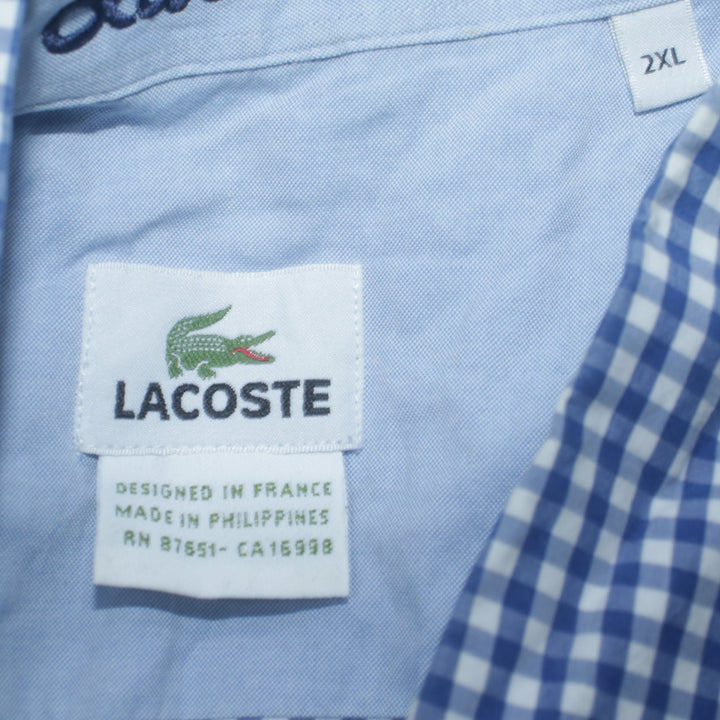 2XL
LACOSTE
DESIGNED IN FRANCE
MADE IN PHILIPPINES
RN 87651- CA16998